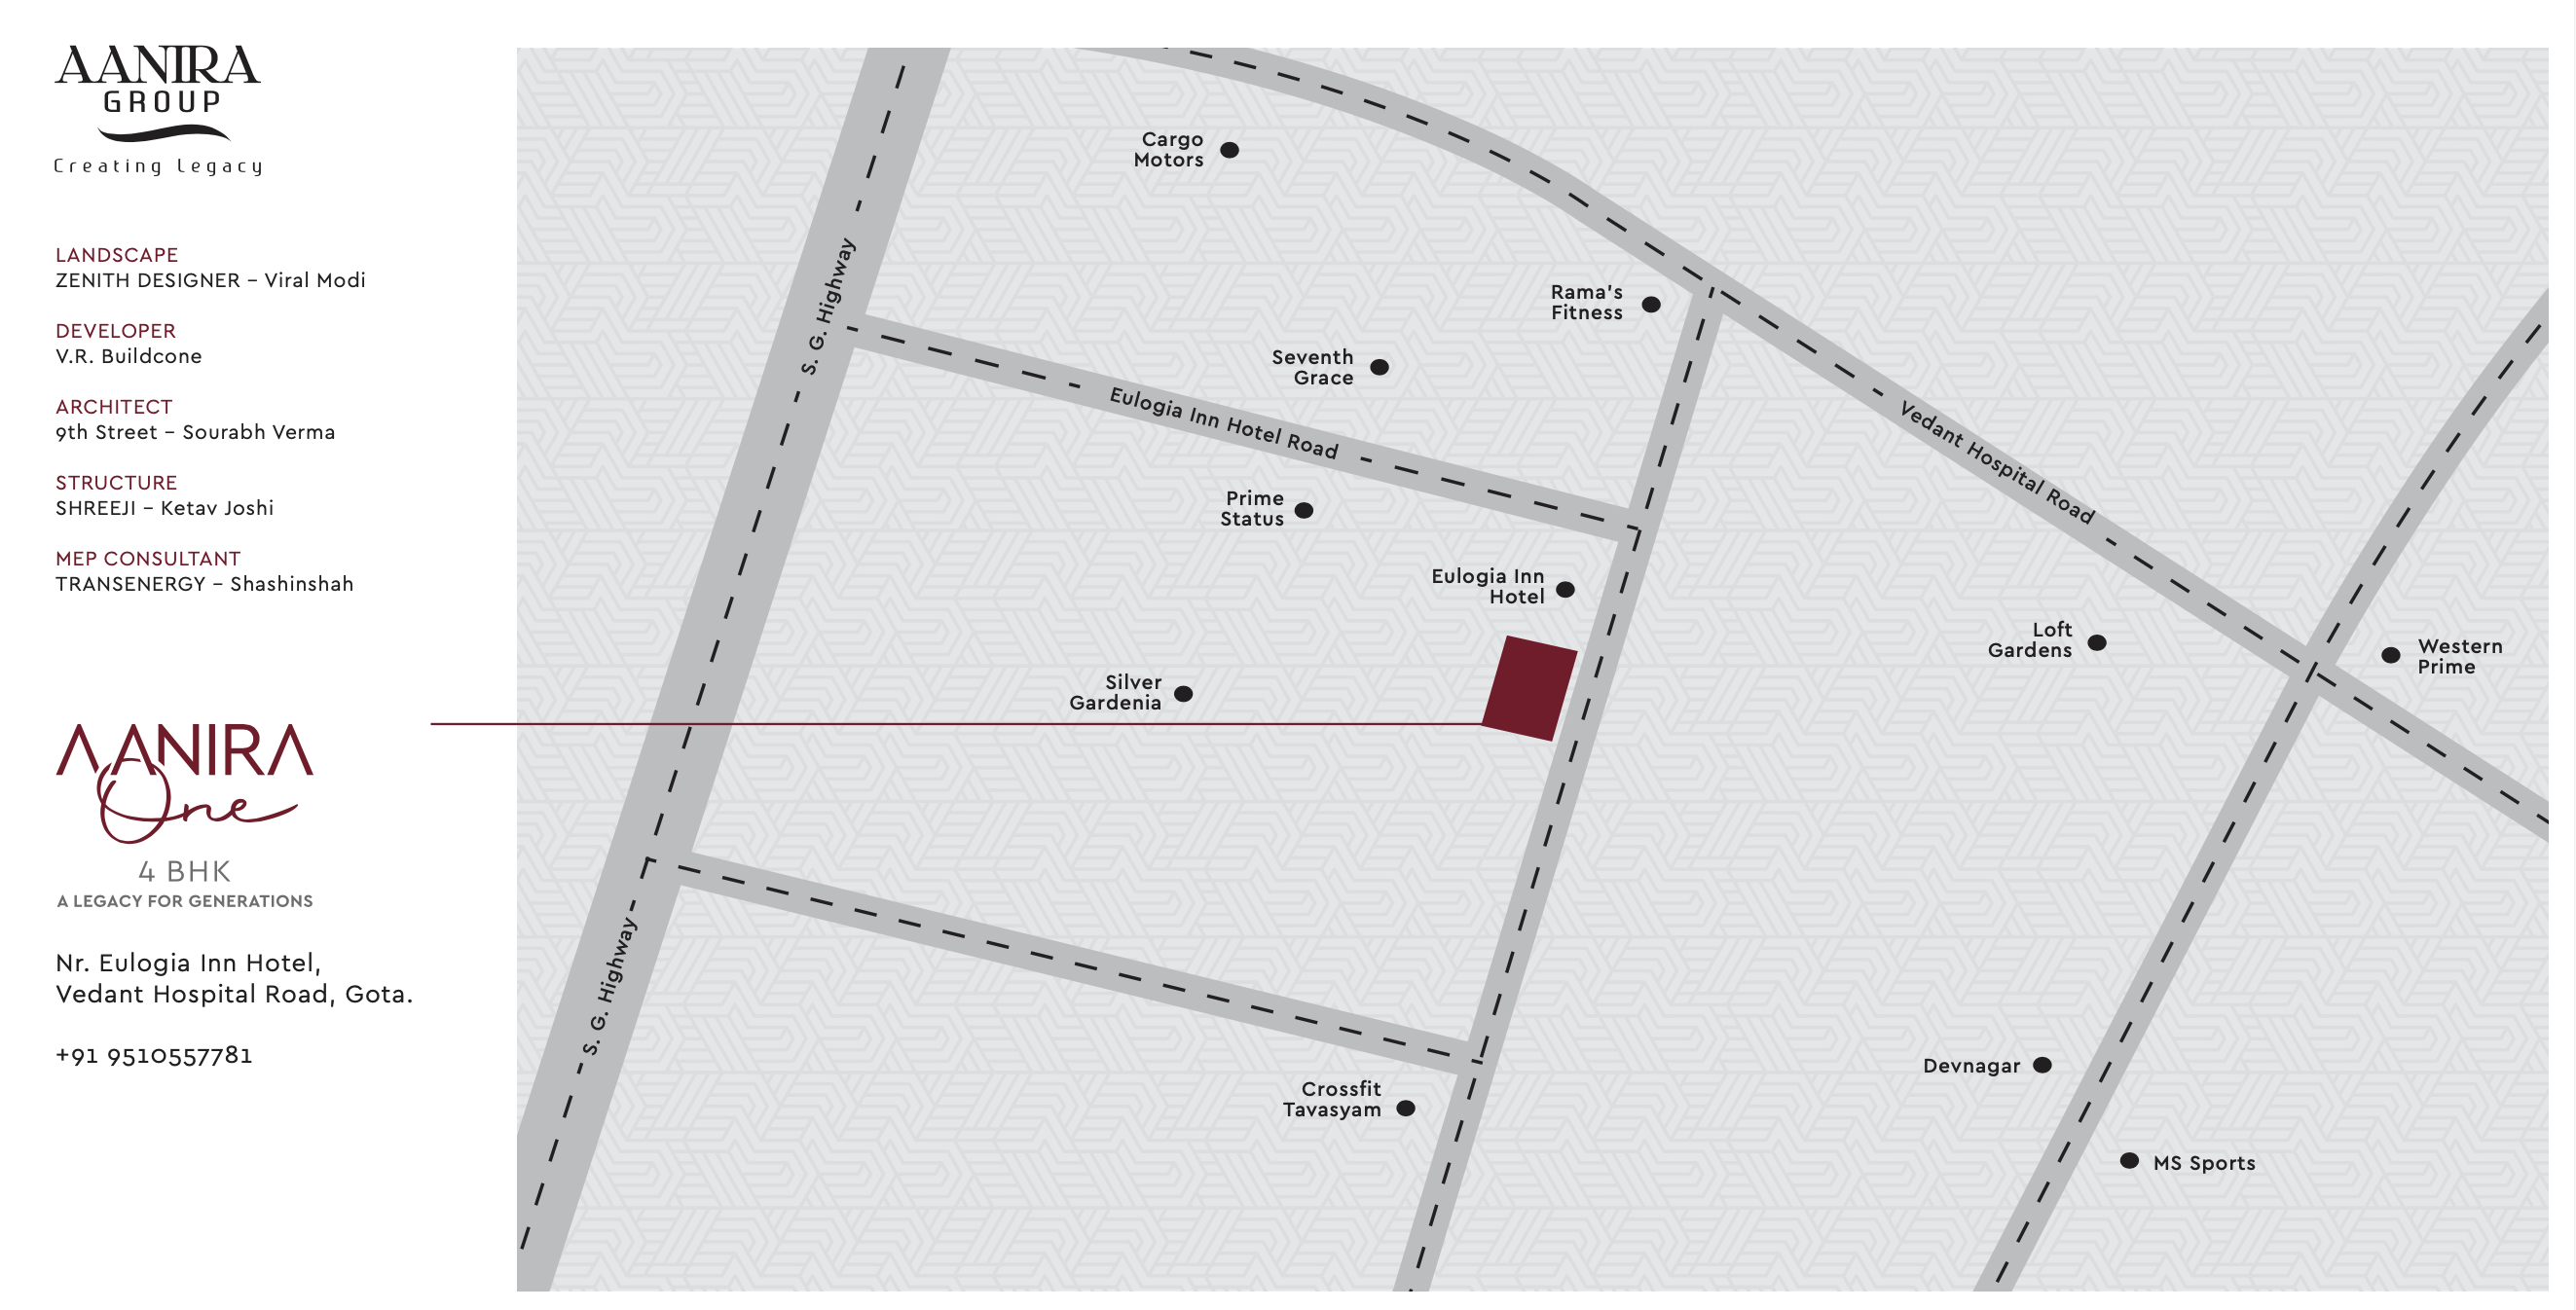 AANIRA
GROUP
Creating Legacy
LANDSCAPE
ZENITH DESIGNER – Viral Modi
DEVELOPER
V.R. Buildcone
ARCHITECT
9th Street – Sourabh Verma
STRUCTURE
SHREEJI – Ketav Joshi
MEP CONSULTANT
TRANSENERGY – Shashinshah
AANIRA
One
4 BHK
A LEGACY FOR GENERATIONS
Nr. Eulogia Inn Hotel,
Vedant Hospital Road, Gota.
+91 9510557781
Cargo
Motors
S. G. Highway
Rama's
Fitness
Seventh
Grace
Eulogia Inn Hotel Road
Vedant Hospital Road
Prime
Status
Eulogia Inn
Hotel
Loft
Gardens
Western
Prime
Silver
Gardenia
S. G. Highway
Crossfit
Tavasyam
Devnagar
MS Sports